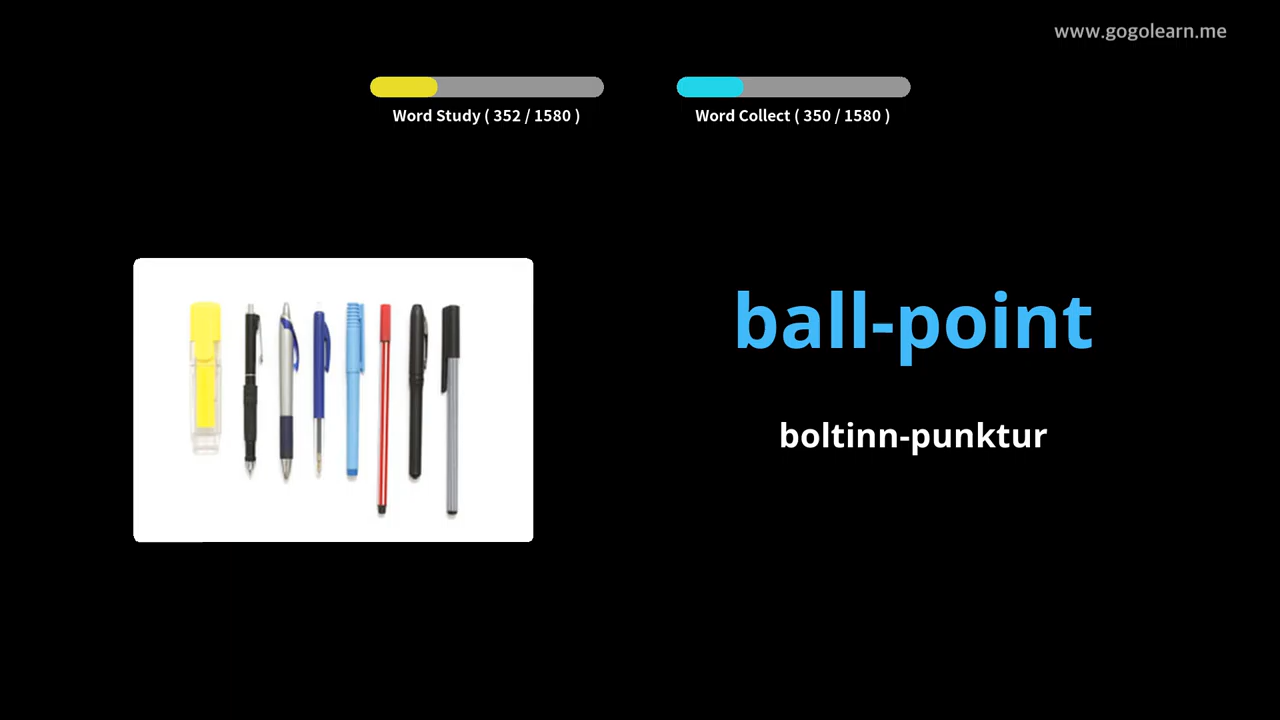 www.gogolearn.me
Word Study ( 352 / 1580 )
Word Collect ( 350 / 1580 )
ball-point
boltinn-punktur